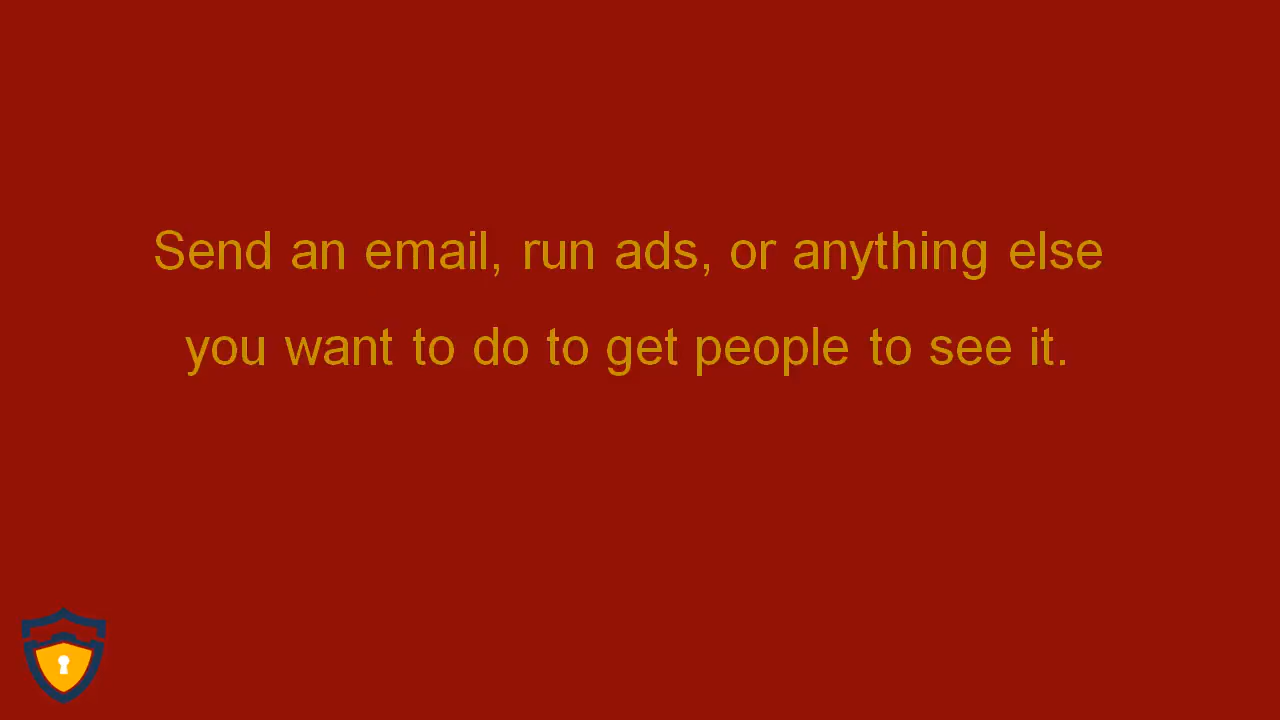 Send an email, run ads, or anything else
you want to do to get people to see it.